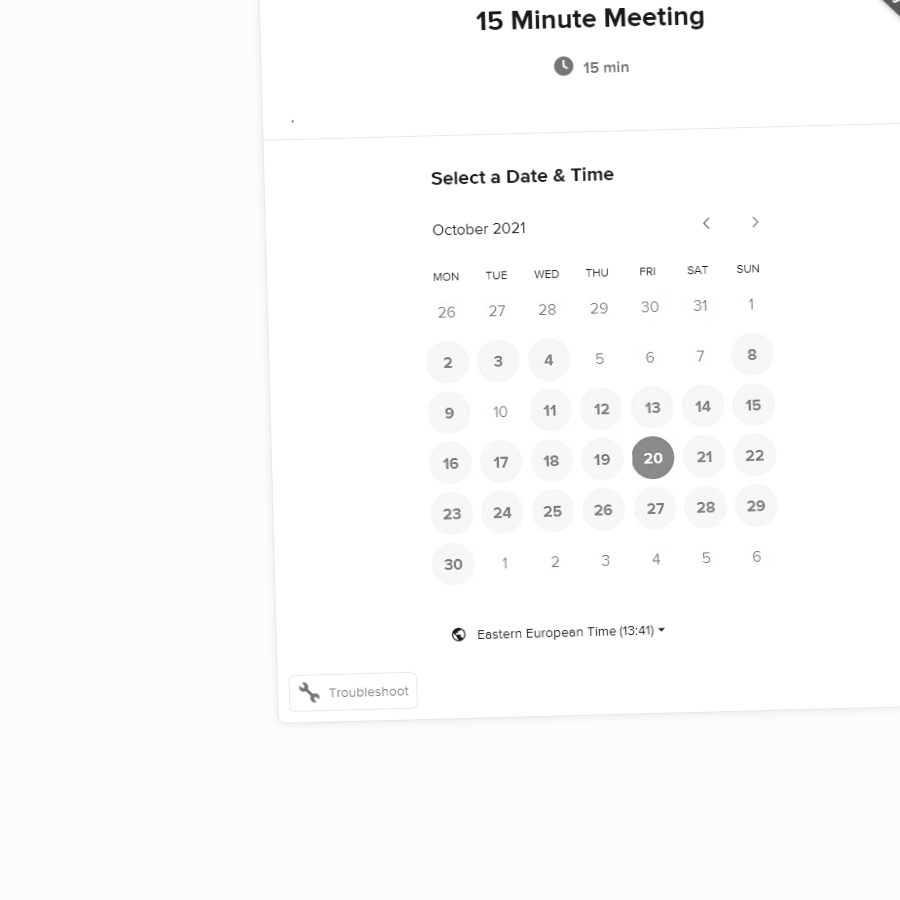 15 Minute Meeting
15 min
.
Select a Date & Time
October 2021
MON TUE WED THU FRI SAT SUN
26 27 28 29 30 31 1
2 3 4 5 6 7 8
9 10 11 12 13 14 15
16 17 18 19 20 21 22
23 24 25 26 27 28 29
30 1 2 3 4 5 6
Eastern European Time (13:41)
Troubleshoot